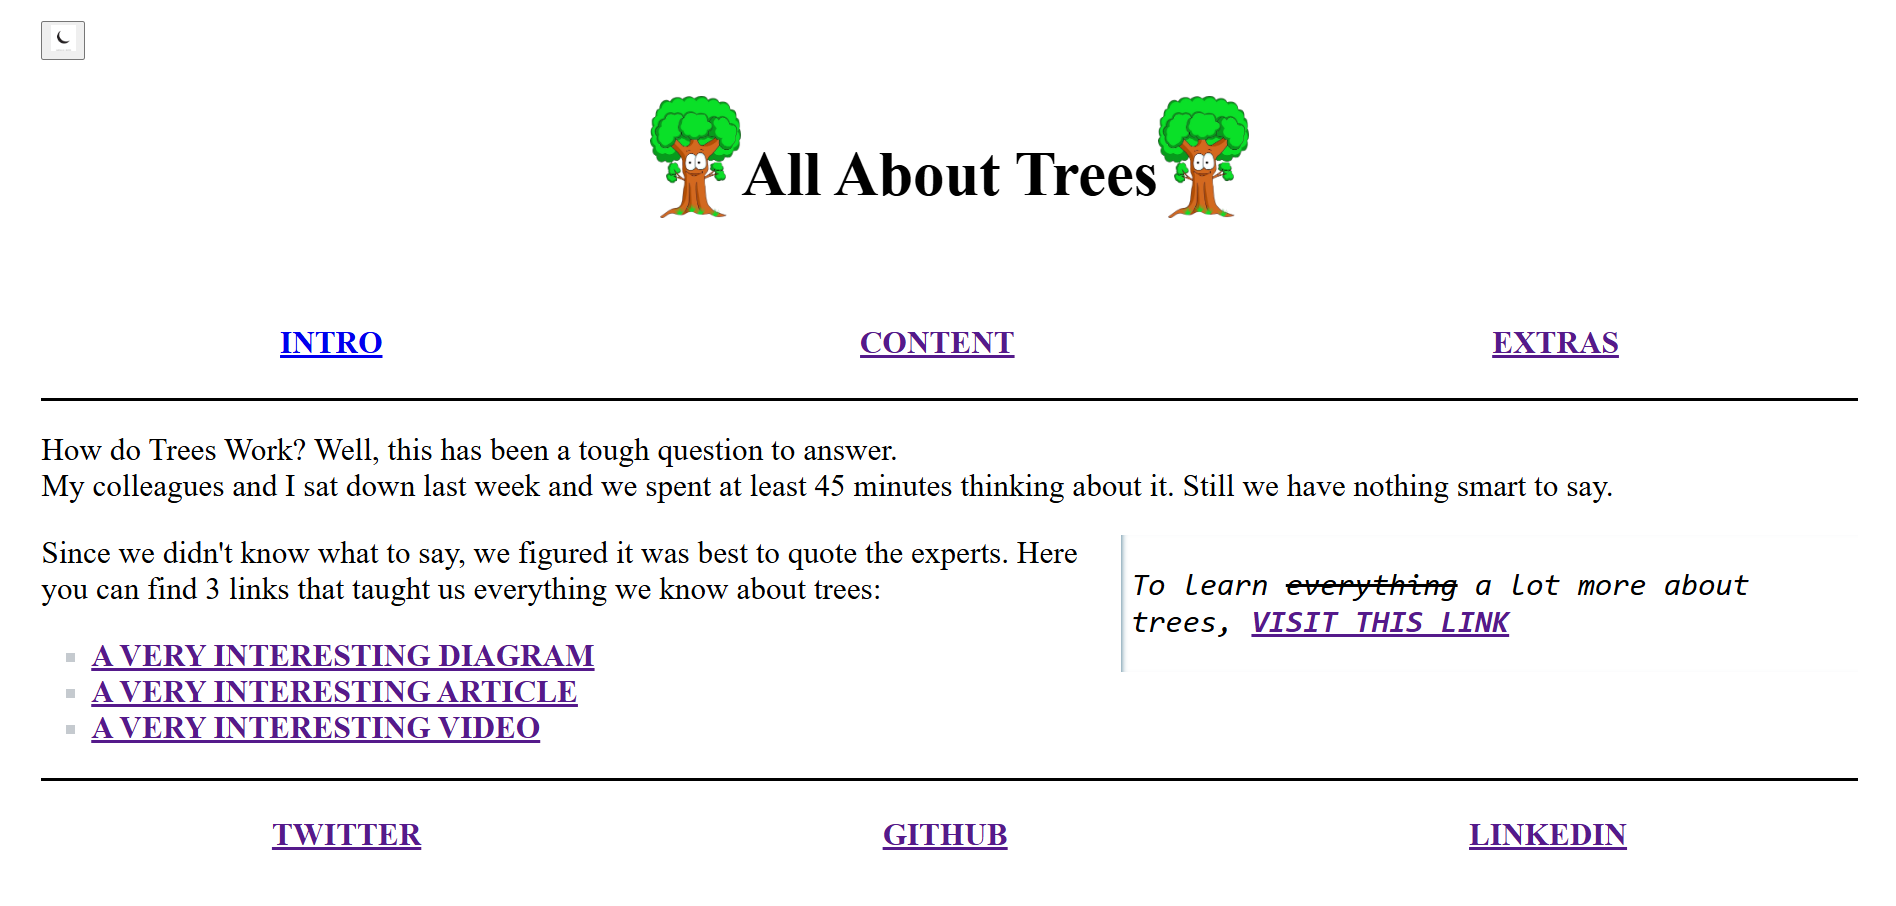 All About Trees
INTRO CONTENT EXTRAS
How do Trees Work? Well, this has been a tough question to answer.
My colleagues and I sat down last week and we spent at least 45 minutes thinking about it. Still we have nothing smart to say.
Since we didn't know what to say, we figured it was best to quote the experts. Here
you can find 3 links that taught us everything we know about trees:
A VERY INTERESTING DIAGRAM
A VERY INTERESTING ARTICLE
A VERY INTERESTING VIDEO
To learn everything a lot more about
trees, VISIT THIS LINK
TWITTER GITHUB LINKEDIN